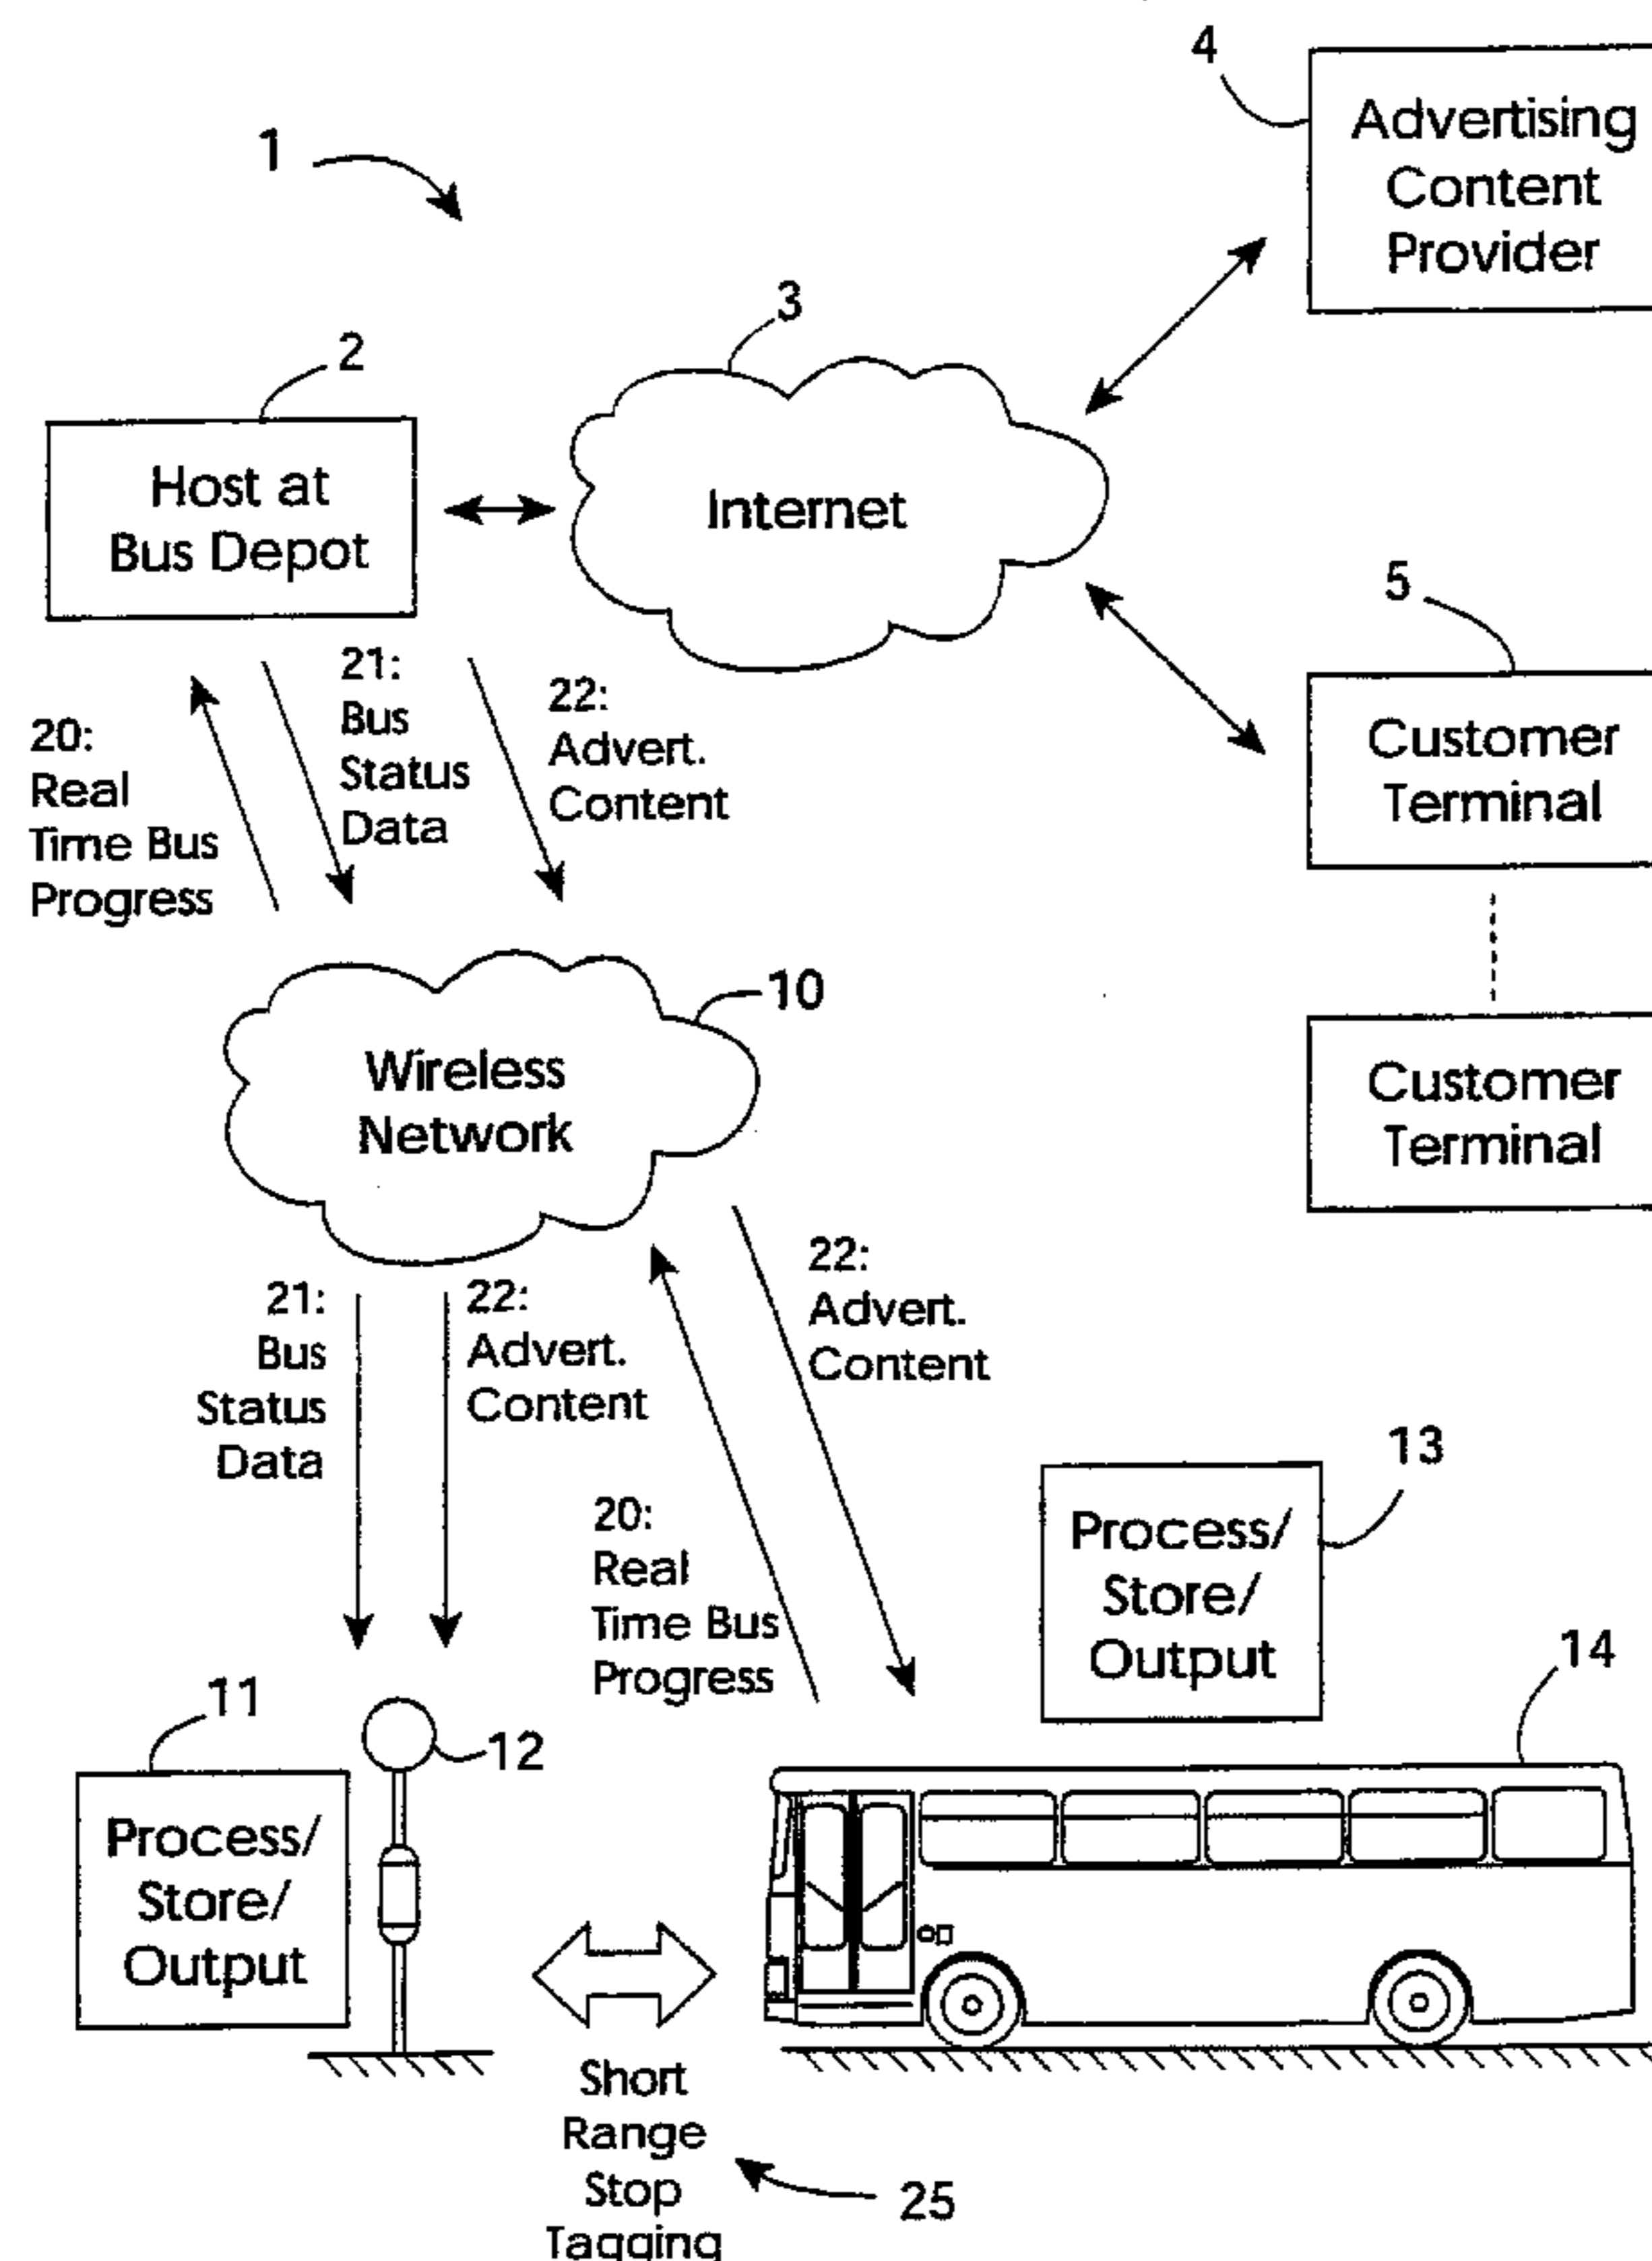 4
Advertising
Content
Provider
1
3
2
Host at
Bus Depot
Internet
5
Customer
Terminal
21:
Bus
Status
Data
22:
Advert.
Content
20:
Real
Time Bus
Progress
10
Wireless
Network
Customer
Terminal
21:
Bus
Status
Data
22:
Advert.
Content
22:
Advert.
Content
20:
Real
Time Bus
Progress
13
Process/
Store/
Output
14
11
12
Process/
Store/
Output
Short
Range
Stop
Tagging
25